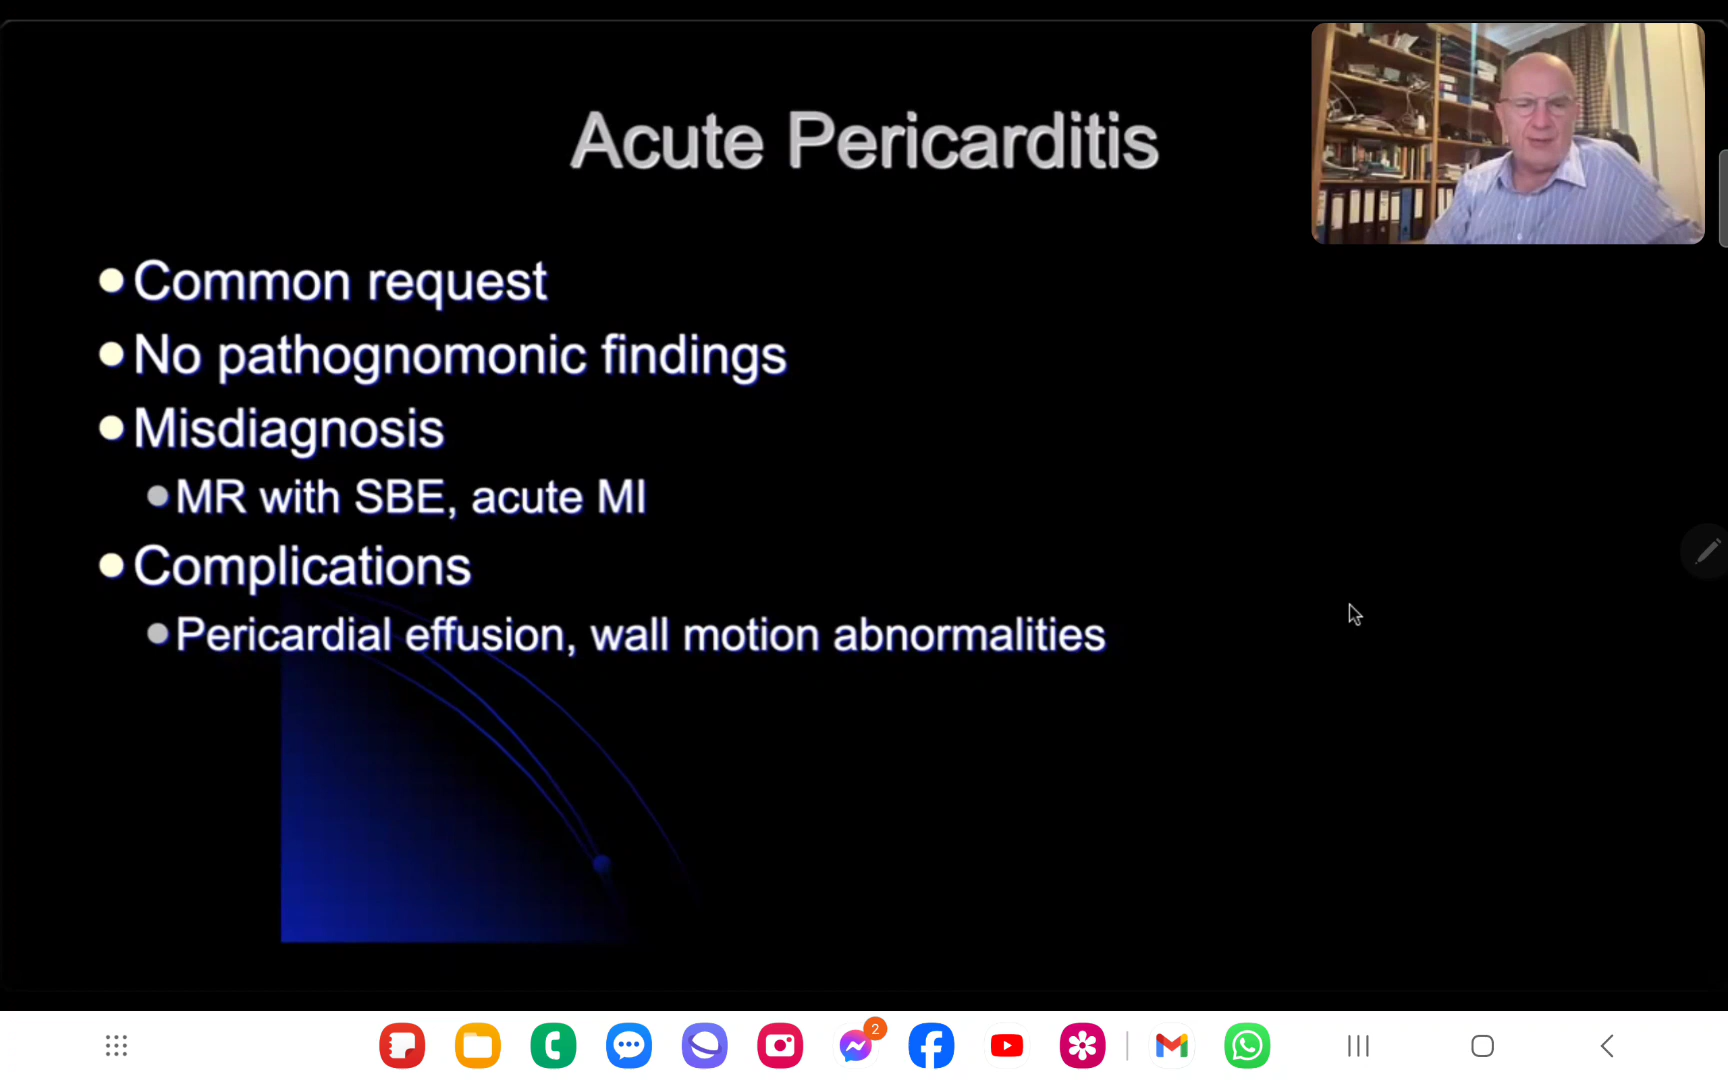 Acute Pericarditis
Common request
No pathognomonic findings
Misdiagnosis
MR with SBE, acute MI
Complications
Pericardial effusion, wall motion abnormalities
2